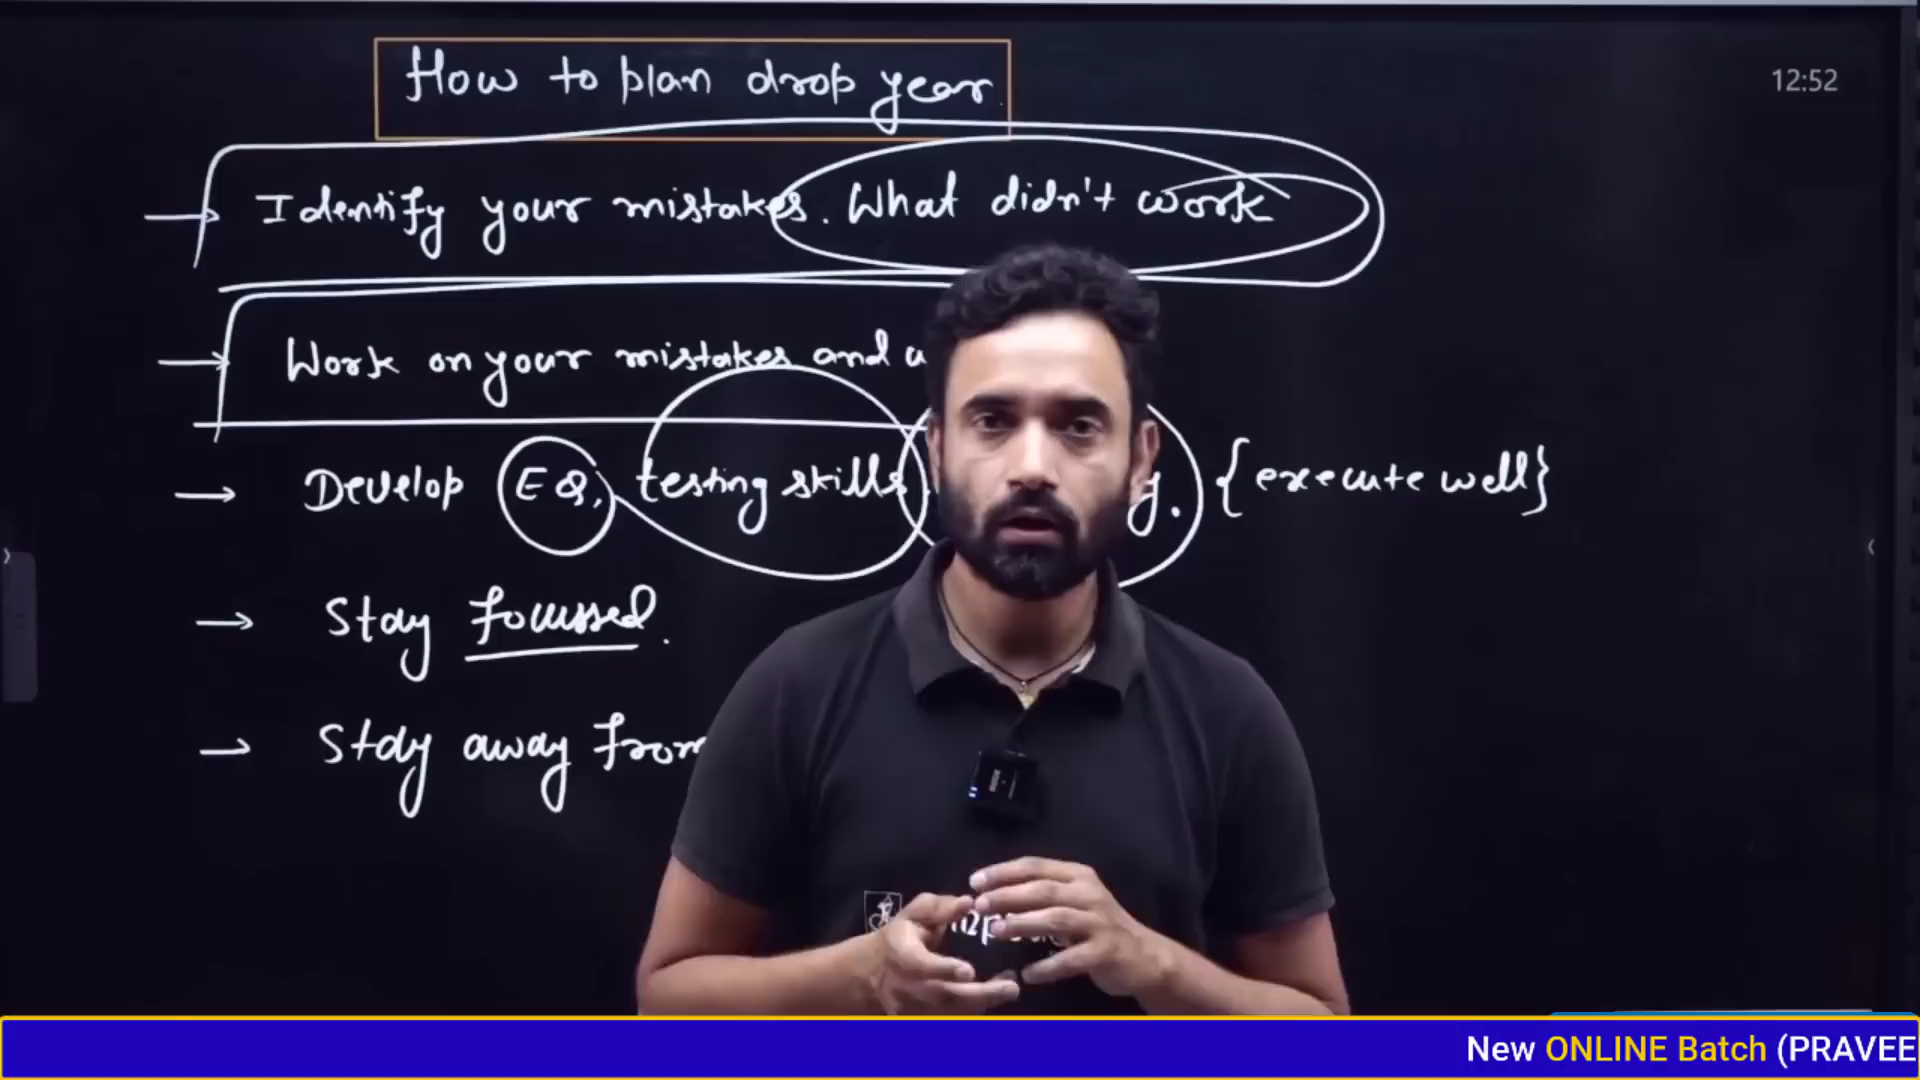 How to plan drop year.
12:52
→ Identify your mistakes. What didn't work
→ Work on your mistakes and
→ Develop EQ, testing skills. {execute well}
→ Stay focussed.
→ Stay away from
New ONLINE Batch (PRAVEE